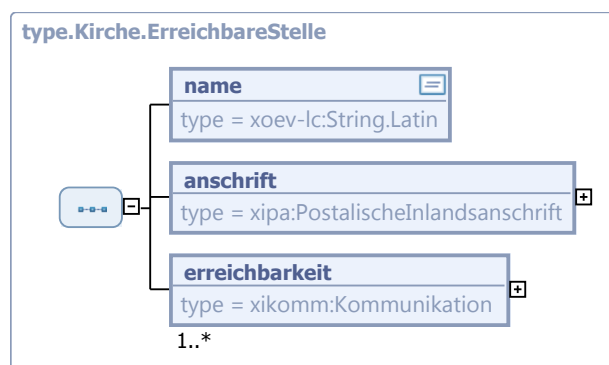 type.Kirche.ErreichbareStelle
name
type = xoev-lc:String.Latin
anschrift
type = xipa:PostalischeInlandsanschrift
erreichbarkeit
type = xikomm:Kommunikation
1..*